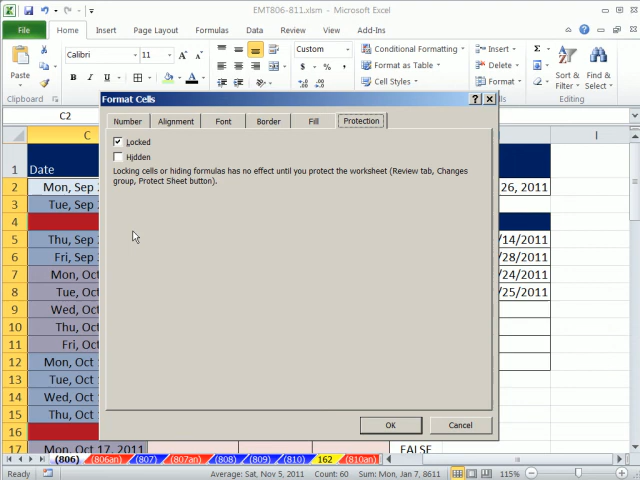 EMT806-811.xlsm - Microsoft Excel
File Home Insert Page Layout Formulas Data Review View Add-Ins
Calibri 11 Custom Conditional Formatting Insert Σ
Paste B I U A $ % , Format as Table Delete Sort & Filter Find & Select
Cell Styles Format
Clipboard
Format Cells
C2
Number Alignment Font Border Fill Protection
C I
Locked
Hidden
Locking cells or hiding formulas has no effect until you protect the worksheet (Review tab, Changes
group, Protect Sheet button).
1 Date
2 Mon, Sep 26, 2011
3 Tue, Sep
4
5 Thu, Sep /14/2011
6 Fri, Sep /28/2011
7 Mon, Oct /24/2011
8 Tue, Oct /25/2011
9 Wed, Oct
10 Thu, Oct
11 Fri, Oct
12 Mon, Oct
13 Tue, Oct
14 Wed, Oct
15 Thu, Oct
16
OK Cancel
17 Mon, Oct 17, 2011 FALSE
(806) (806an) (807) (807an) (808) (809) (810) 162 (810an)
Ready Average: Sat, Nov 5, 2011 Count: 60 Sum: Mon, Jan 7, 8611 115%